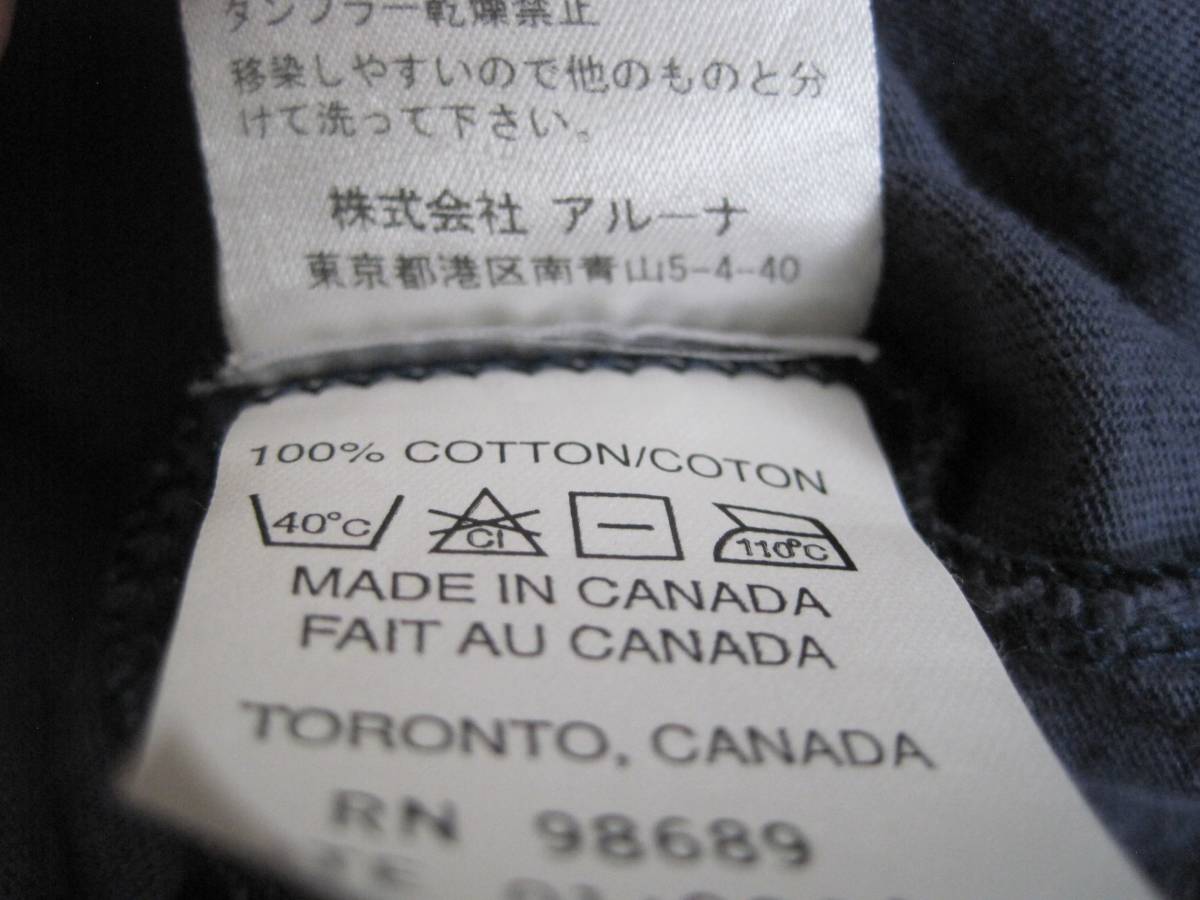 タンブラー乾燥禁止
移染しやすいので他のものと分
けて洗って下さい。
株式会社 アルーナ
東京都港区南青山5-4-40
100% COTTON/COTON
40°C Cl 110°C
MADE IN CANADA
FAIT AU CANADA
TORONTO, CANADA
RN 98689